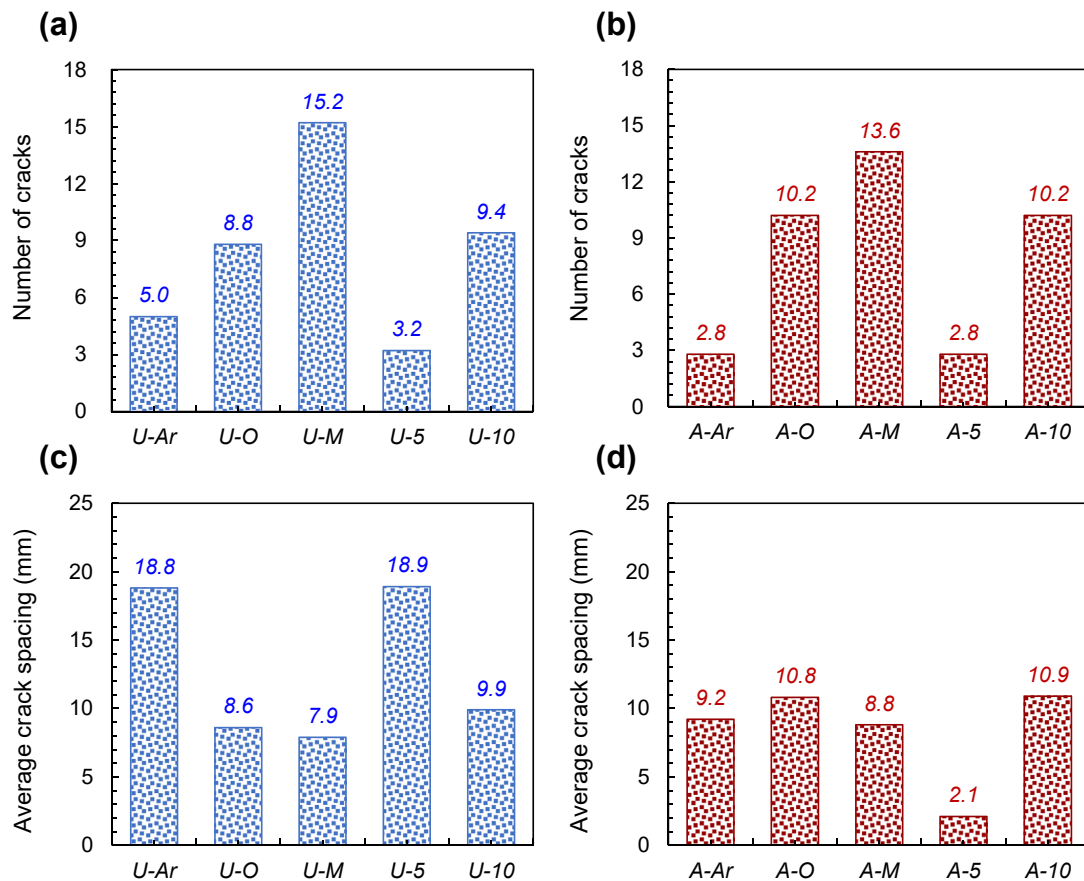 (a)
Number of cracks
18
15
12
9
6
3
0
5.0
8.8
15.2
3.2
9.4
U-Ar
U-O
U-M
U-5
U-10
(b)
Number of cracks
18
15
12
9
6
3
0
2.8
10.2
13.6
2.8
10.2
A-Ar
A-O
A-M
A-5
A-10
(c)
Average crack spacing (mm)
25
20
15
10
5
0
18.8
8.6
7.9
18.9
9.9
U-Ar
U-O
U-M
U-5
U-10
(d)
Average crack spacing (mm)
25
20
15
10
5
0
9.2
10.8
8.8
2.1
10.9
A-Ar
A-O
A-M
A-5
A-10